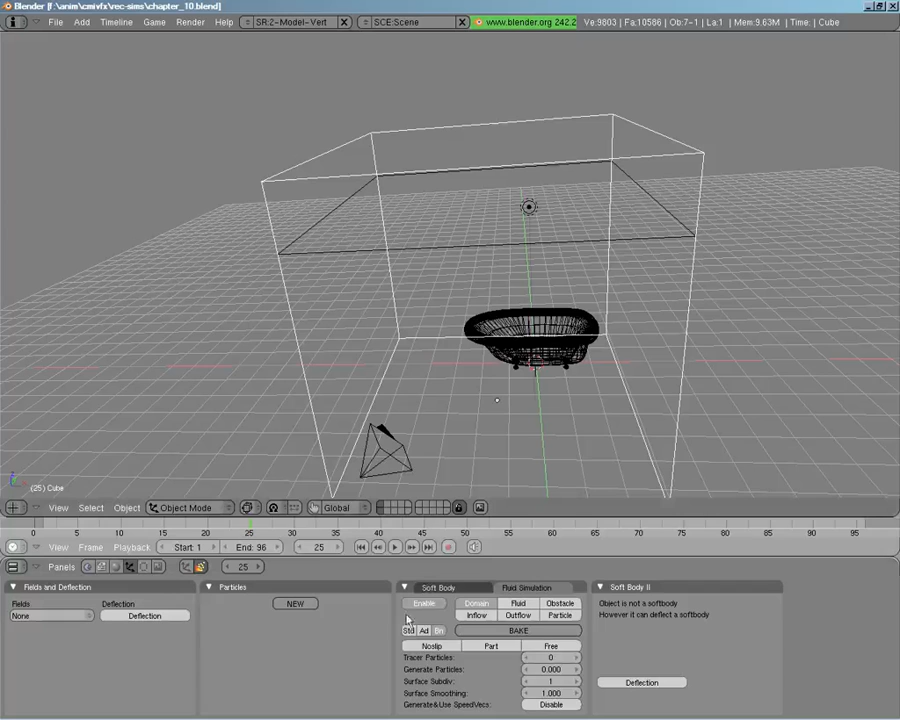 Blender [f:\anim\cmivfx\rec-sims\chapter_10.blend]
File Add Timeline Game Render Help SR:2-Model-Vert X SCE:Scene X www.blender.org 242.2 Ve:9803 | Fa:10586 | Ob:7-1 | La:1 | Mem:9.63M | Time: | Cube
(25) Cube
View Select Object Object Mode Global
0 5 10 15 20 25 30 35 40 45 50 55 60 65 70 75 80 85 90 95
View Frame Playback Start: 1 End: 96 25
Panels 25
Fields and Deflection
Fields Deflection
None Deflection
Particles
NEW
Soft Body Fluid Simulation
Enable Domain Fluid Obstacle
Inflow Outflow Particle
Std Ad Bn BAKE
Noslip Part Free
Tracer Particles: 0
Generate Particles: 0.000
Surface Subdiv: 1
Surface Smoothing: 1.000
Generate&Use SpeedVecs: Disable
Soft Body II
Object is not a softbody
However it can deflect a softbody
Deflection